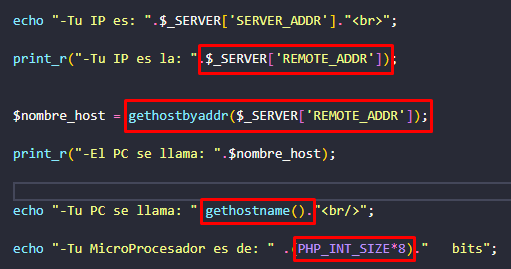 echo "-Tu IP es: ".$_SERVER['SERVER_ADDR']."<br>";
print_r("-Tu IP es la: ".$_SERVER['REMOTE_ADDR']);
$nombre_host = gethostbyaddr($_SERVER['REMOTE_ADDR']);
print_r("-El PC se llama: ".$nombre_host);
echo "-Tu PC se llama: " gethostname()."<br/>";
echo "-Tu MicroProcesador es de: " .(PHP_INT_SIZE*8)."   bits";